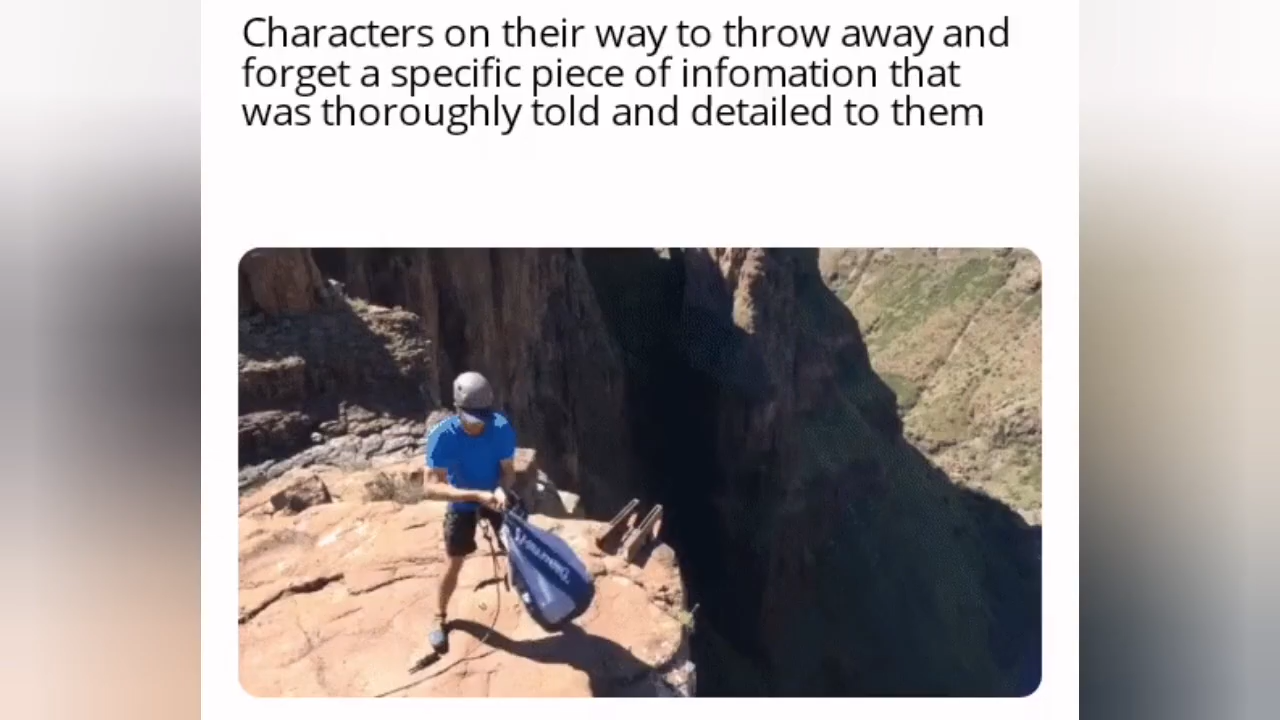 Characters on their way to throw away and
forget a specific piece of infomation that
was thoroughly told and detailed to them